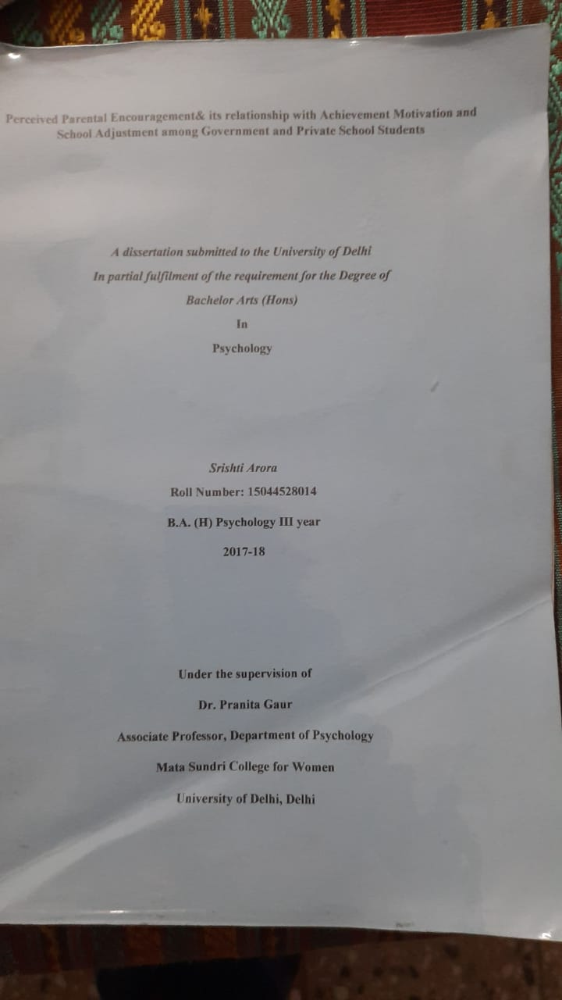 Perceived Parental Encouragement& its relationship with Achievement Motivation and
School Adjustment among Government and Private School Students
A dissertation submitted to the University of Delhi
In partial fulfilment of the requirement for the Degree of
Bachelor Arts (Hons)
In
Psychology
Srishti Arora
Roll Number: 15044528014
B.A. (H) Psychology III year
2017-18
Under the supervision of
Dr. Pranita Gaur
Associate Professor, Department of Psychology
Mata Sundri College for Women
University of Delhi, Delhi